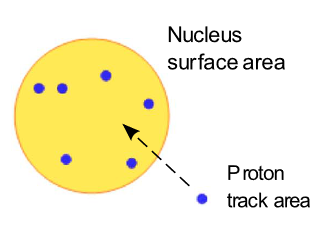 Nucleus
surface area
Proton
track area